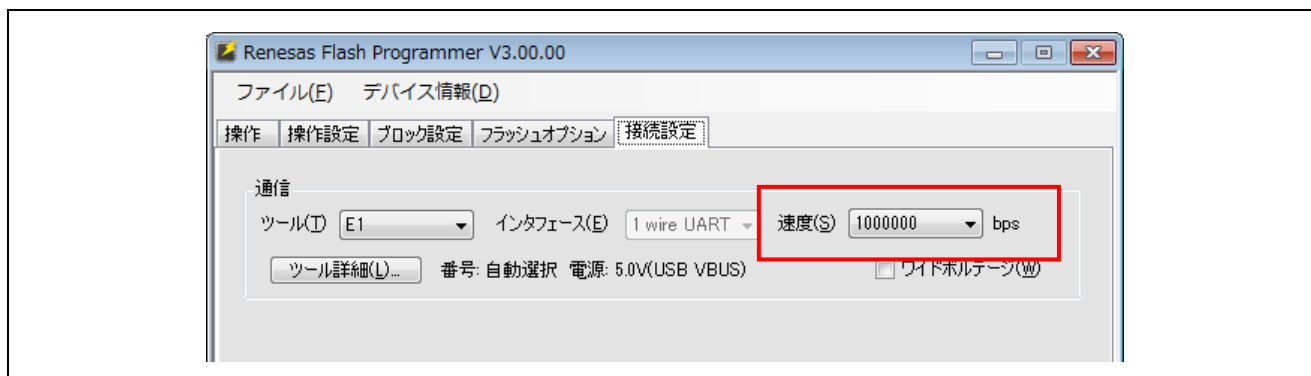 Renesas Flash Programmer V3.00.00
ファイル(F) デバイス情報(D)
操作 操作設定 ブロック設定 フラッシュオプション 接続設定
通信
ツール(T) E1 インタフェース(E) 1 wire UART 速度(S) 1000000 bps
ツール詳細(L)... 番号: 自動選択 電源: 5.0V(USB VBUS) ワイドボルテージ(W)